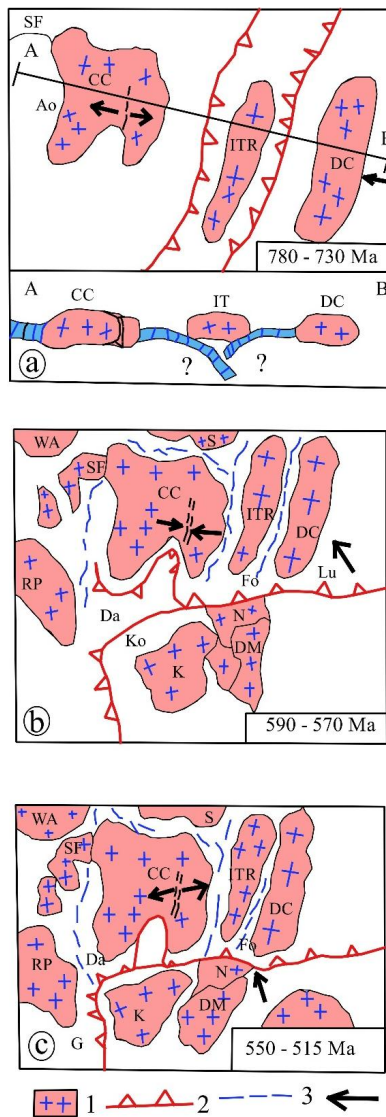 SF
A
CC
Ao
ITR
DC
B
780 - 730 Ma
A
CC
IT
DC
B
?
?
a
WA
S
SF
CC
ITR
DC
RP
Fo
Lu
Da
N
Ko
DM
K
b
590 - 570 Ma
WA
S
SF
CC
ITR
DC
Fo
Da
RP
N
K
DM
G
c
550 - 515 Ma
1
2
3